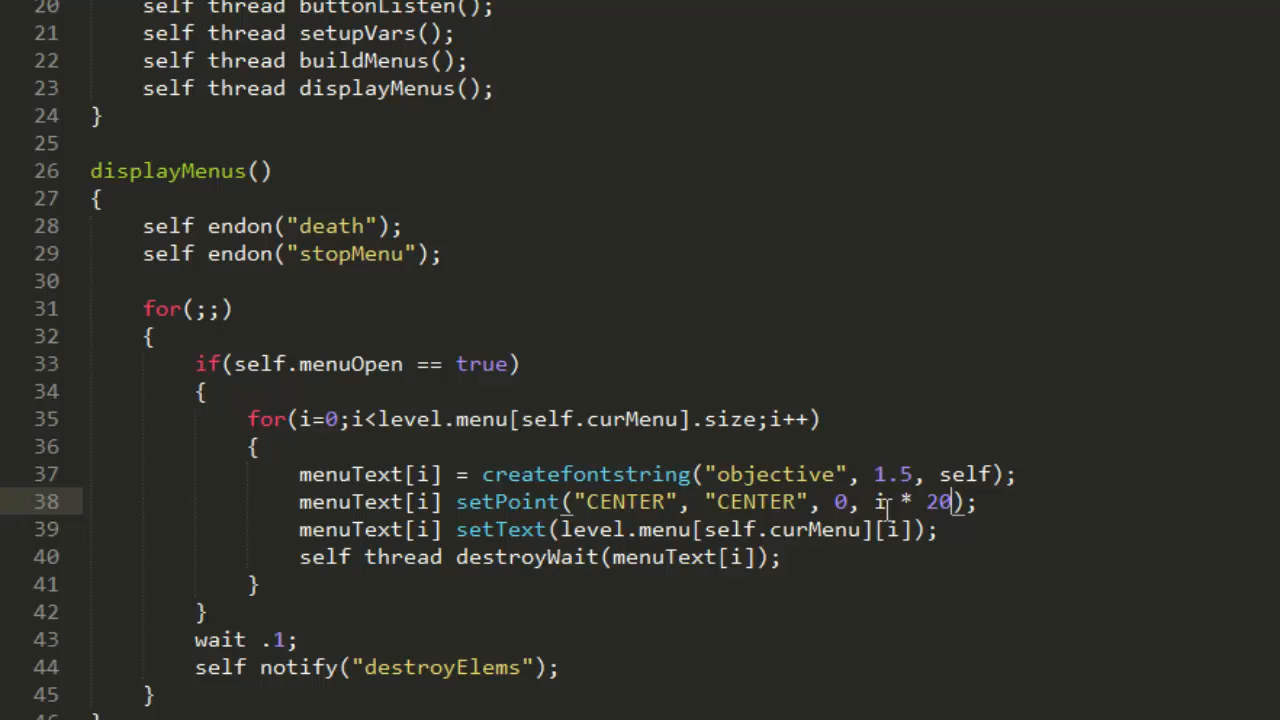 20 self thread buttonListen();
21 self thread setupVars();
22 self thread buildMenus();
23 self thread displayMenus();
24 }
25
26 displayMenus()
27 {
28 self endon("death");
29 self endon("stopMenu");
30
31 for(;;)
32 {
33 if(self.menuOpen == true)
34 {
35 for(i=0;i<level.menu[self.curMenu].size;i++)
36 {
37 menuText[i] = createfontstring("objective", 1.5, self);
38 menuText[i] setPoint("CENTER", "CENTER", 0, i * 20);
39 menuText[i] setText(level.menu[self.curMenu][i]);
40 self thread destroyWait(menuText[i]);
41 }
42 }
43 wait .1;
44 self notify("destroyElems");
45 }
46 }